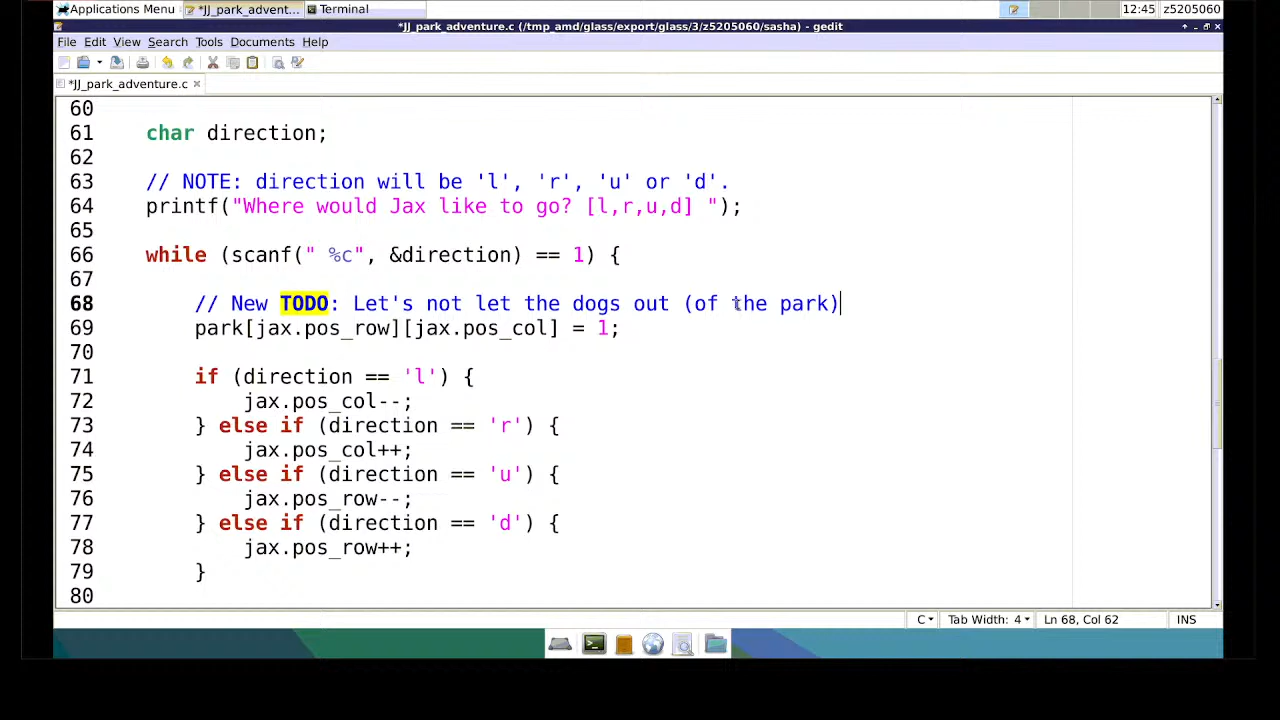 Applications Menu *JJ_park_advent... Terminal 12:45 z5205060
*JJ_park_adventure.c (/tmp_amd/glass/export/glass/3/z5205060/sasha) - gedit
File Edit View Search Tools Documents Help
*JJ_park_adventure.c
60
61 char direction;
62
63 // NOTE: direction will be 'l', 'r', 'u' or 'd'.
64 printf("Where would Jax like to go? [l,r,u,d] ");
65
66 while (scanf(" %c", &direction) == 1) {
67
68 // New TODO: Let's not let the dogs out (of the park)
69 park[jax.pos_row][jax.pos_col] = 1;
70
71 if (direction == 'l') {
72 jax.pos_col--;
73 } else if (direction == 'r') {
74 jax.pos_col++;
75 } else if (direction == 'u') {
76 jax.pos_row--;
77 } else if (direction == 'd') {
78 jax.pos_row++;
79 }
80
C Tab Width: 4 Ln 68, Col 62 INS